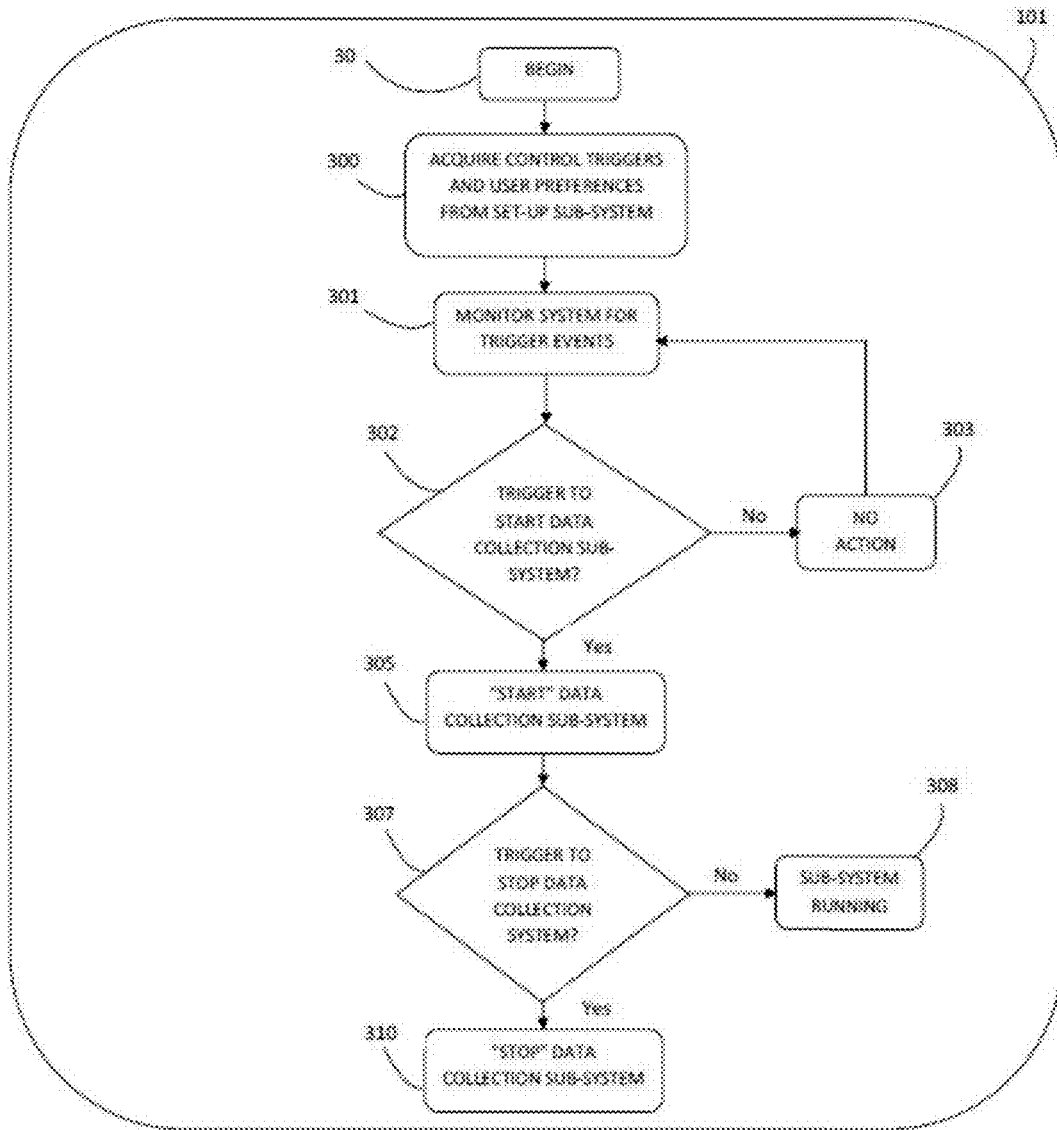 101
30
BEGIN
300
ACQUIRE CONTROL TRIGGERS
AND USER PREFERENCES
FROM SET-UP SUB-SYSTEM
301
MONITOR SYSTEM FOR
TRIGGER EVENTS
302
TRIGGER TO
START DATA
COLLECTION SUB-
SYSTEM?
No
303
NO
ACTION
Yes
305
"START" DATA
COLLECTION SUB-SYSTEM
307
TRIGGER TO
STOP DATA
COLLECTION
SYSTEM?
No
308
SUB-SYSTEM
RUNNING
Yes
310
"STOP" DATA
COLLECTION SUB-SYSTEM